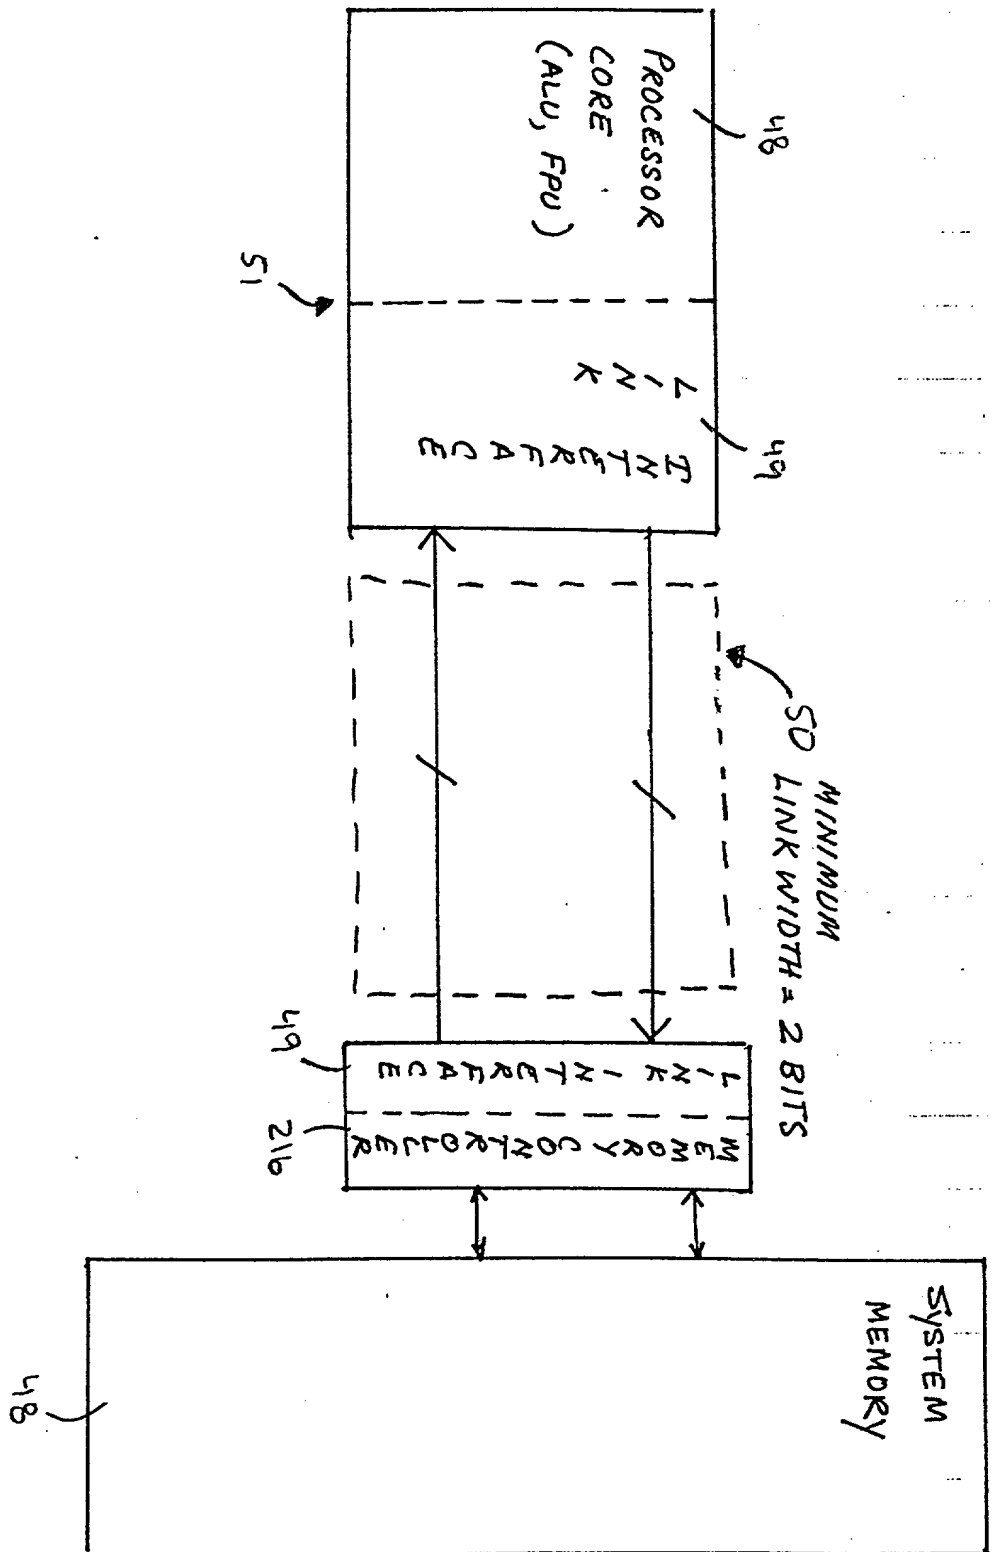 PROCESSOR
CORE
(ALU, FPU)
48
51
LINK
INTERFACE
49
50
MINIMUM
LINK WIDTH = 2 BITS
LINK INTERFACE
49
MEMORY CONTROLLER
216
SYSTEM
MEMORY
48